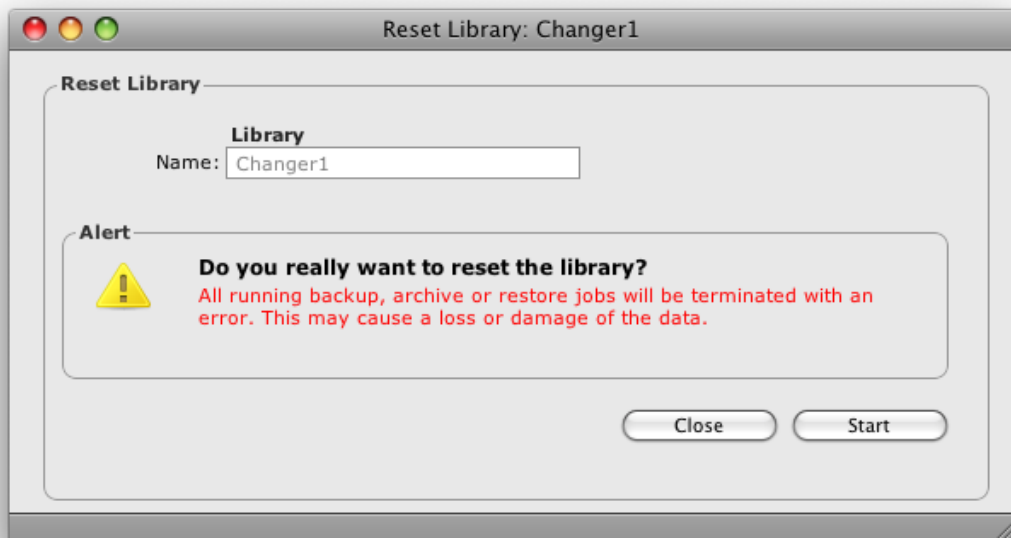 Reset Library: Changer1
Reset Library
Library
Name: Changer1
Alert
Do you really want to reset the library?
All running backup, archive or restore jobs will be terminated with an
error. This may cause a loss or damage of the data.
Close Start